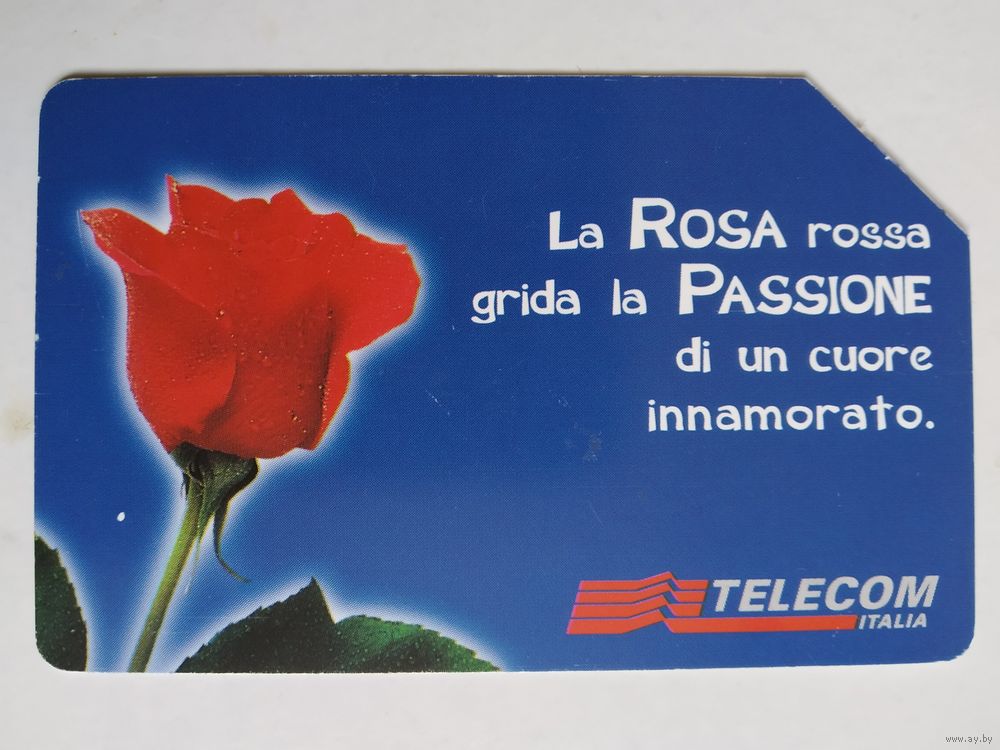 La ROSA rossa
grida la PASSIONE
di un cuore
innamorato.
TELECOM
ITALIA
www.ay.by